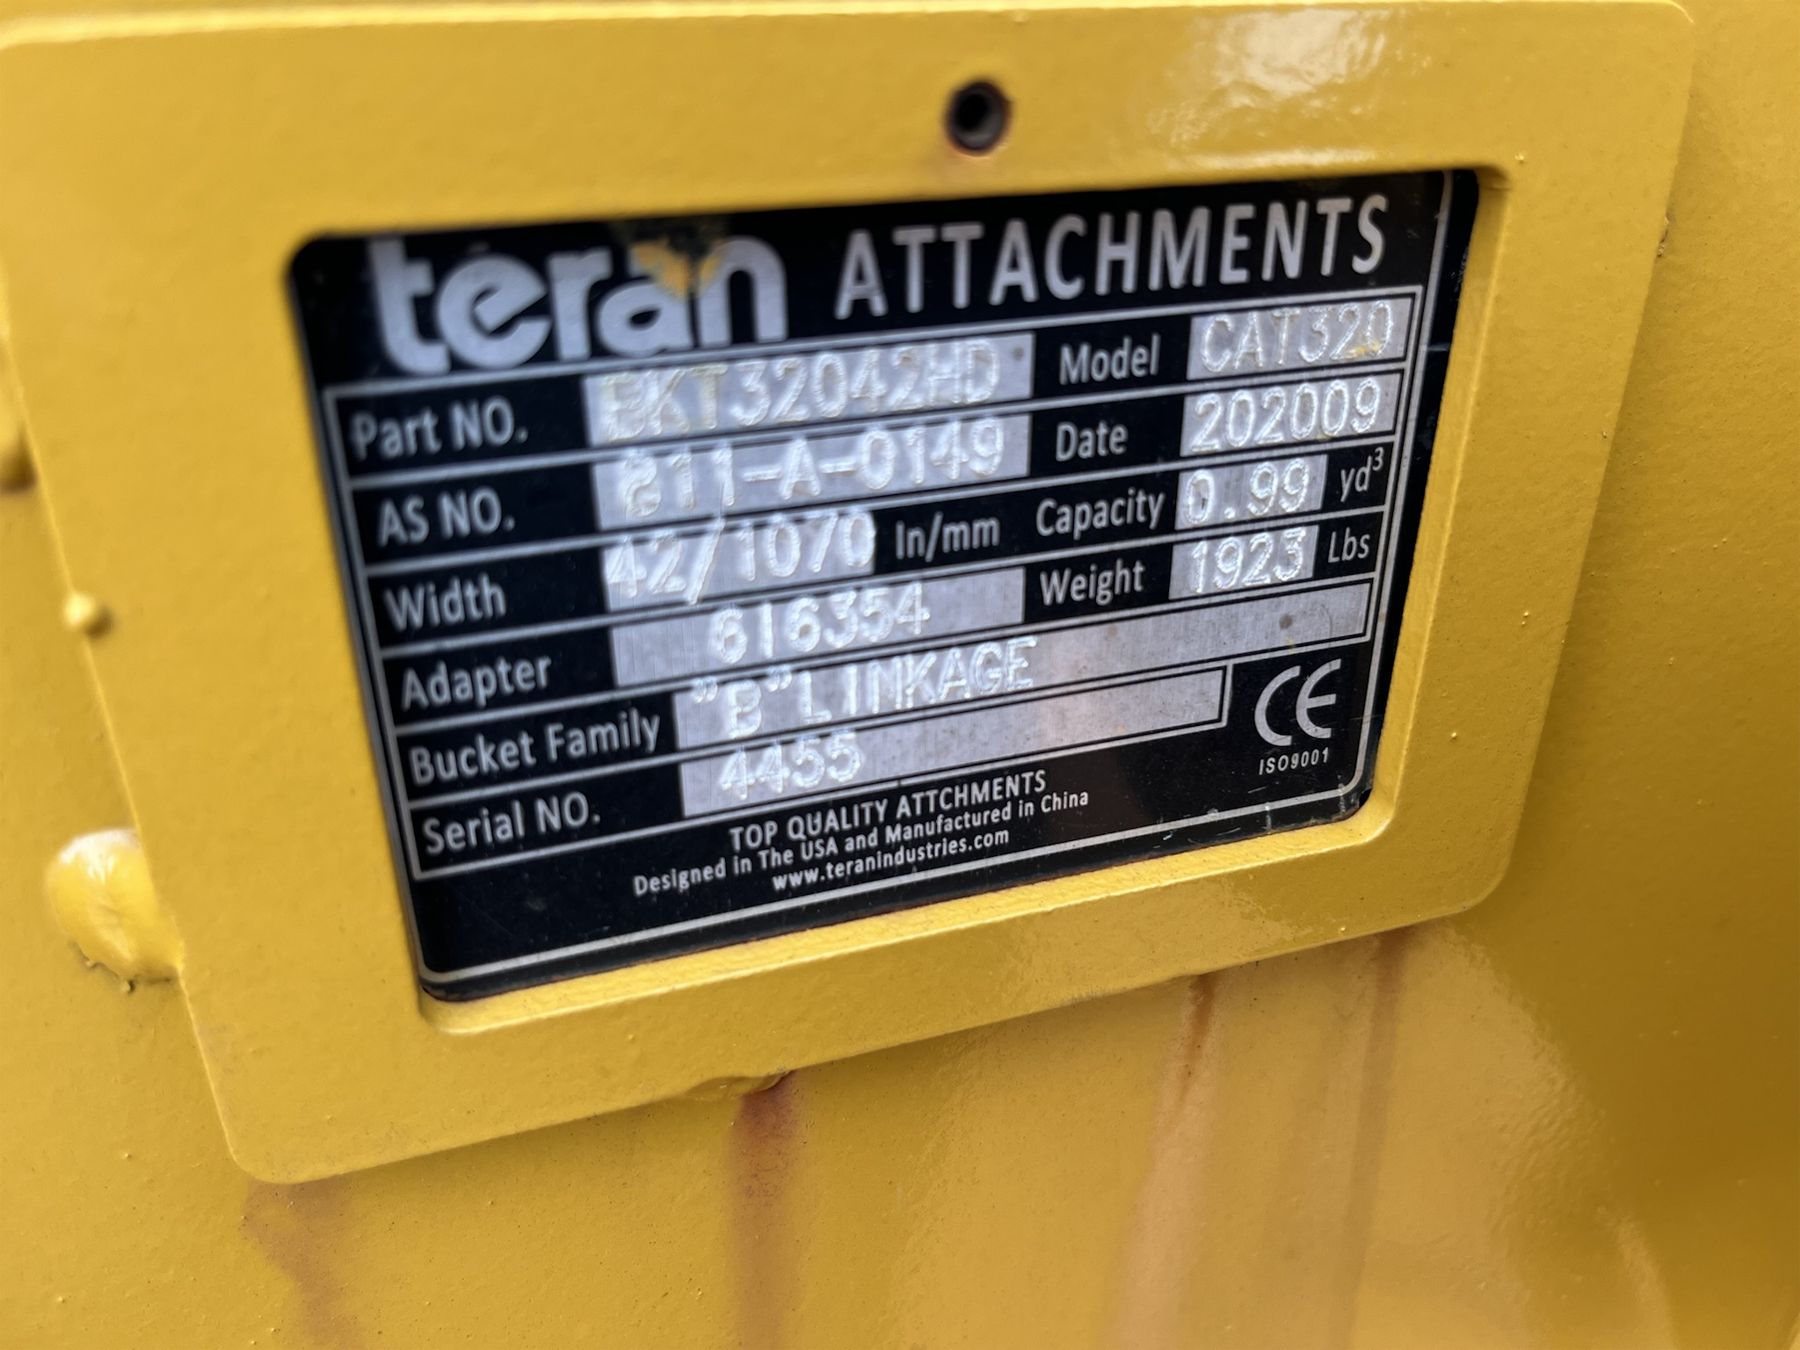 teran ATTACHMENTS
Part NO. BKT32042HD Model CAT320
AS NO. 811-A-0149 Date 202009
Width 42/1070 In/mm Capacity 0.99 yd³
Adapter 616354 Weight 1923 Lbs
Bucket Family "B"LINKAGE
Serial NO. 4455
CE
ISO9001
TOP QUALITY ATTCHMENTS
Designed in The USA and Manufactured in China
www.teranindustries.com